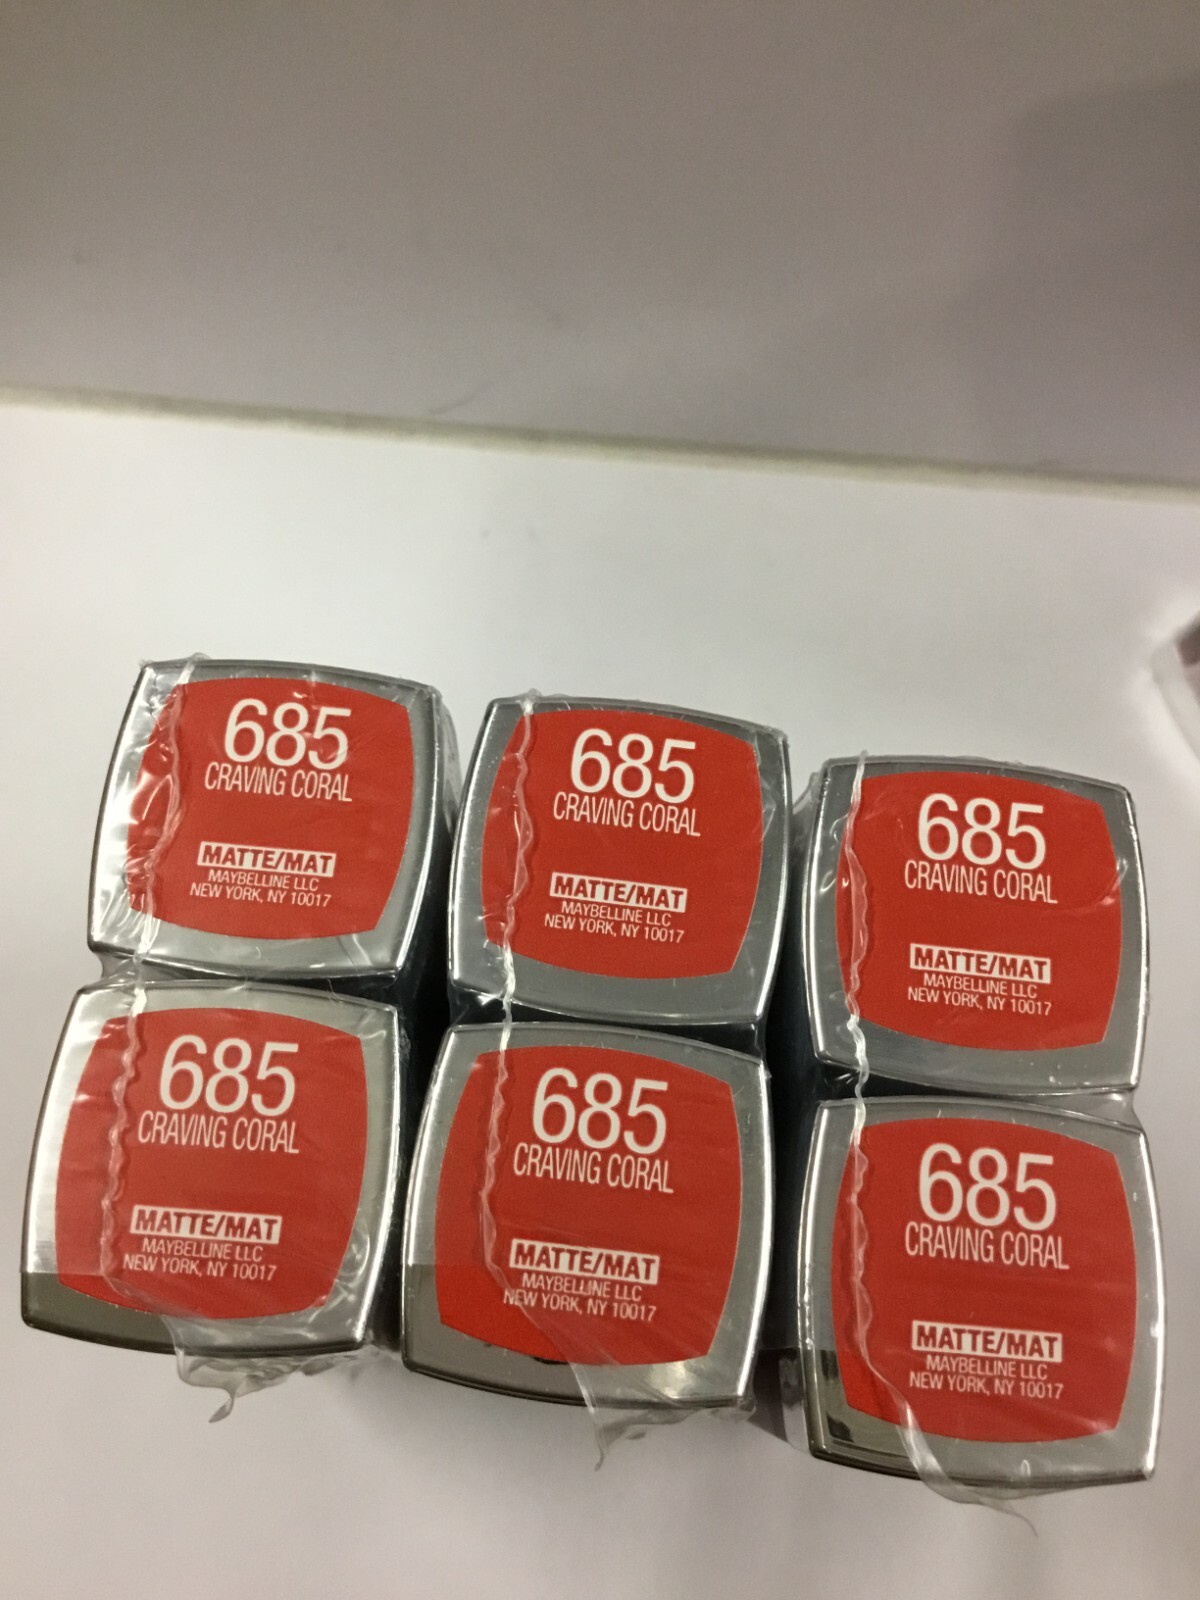 685
CRAVING CORAL
MATTE/MAT
MAYBELLINE LLC
NEW YORK, NY 10017
685
CRAVING CORAL
MATTE/MAT
MAYBELLINE LLC
NEW YORK, NY 10017
685
CRAVING CORAL
MATTE/MAT
MAYBELLINE LLC
NEW YORK, NY 10017
685
CRAVING CORAL
MATTE/MAT
MAYBELLINE LLC
NEW YORK, NY 10017
685
CRAVING CORAL
MATTE/MAT
MAYBELLINE LLC
NEW YORK, NY 10017
685
CRAVING CORAL
MATTE/MAT
MAYBELLINE LLC
NEW YORK, NY 10017